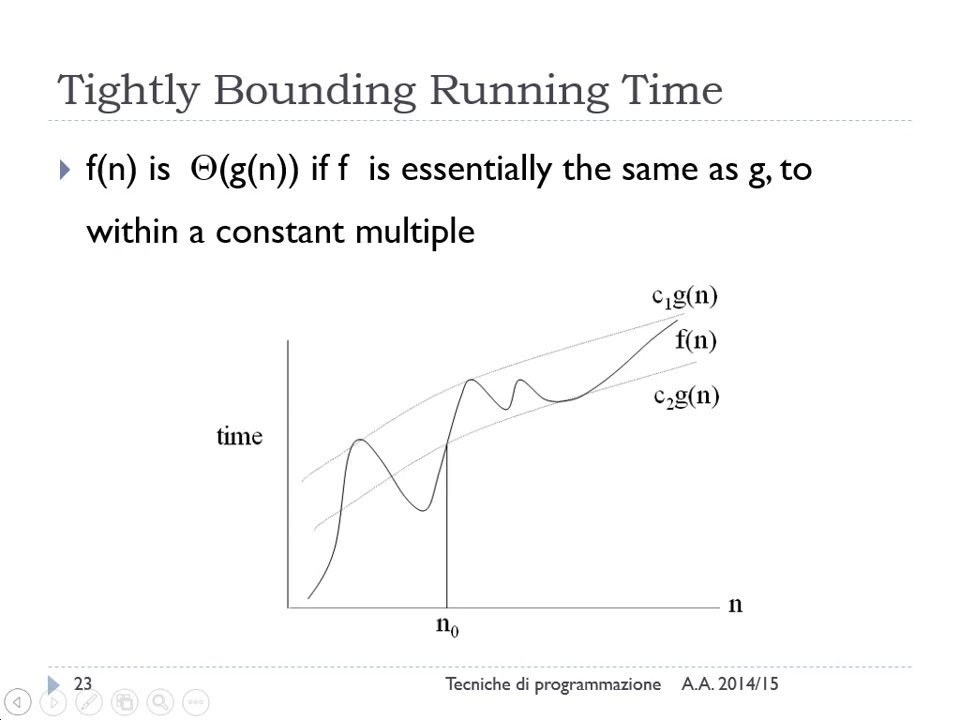 Tightly Bounding Running Time
f(n) is Θ(g(n)) if f is essentially the same as g, to
within a constant multiple
c₁g(n)
f(n)
c₂g(n)
time
n
n₀
23 Tecniche di programmazione A.A. 2014/15